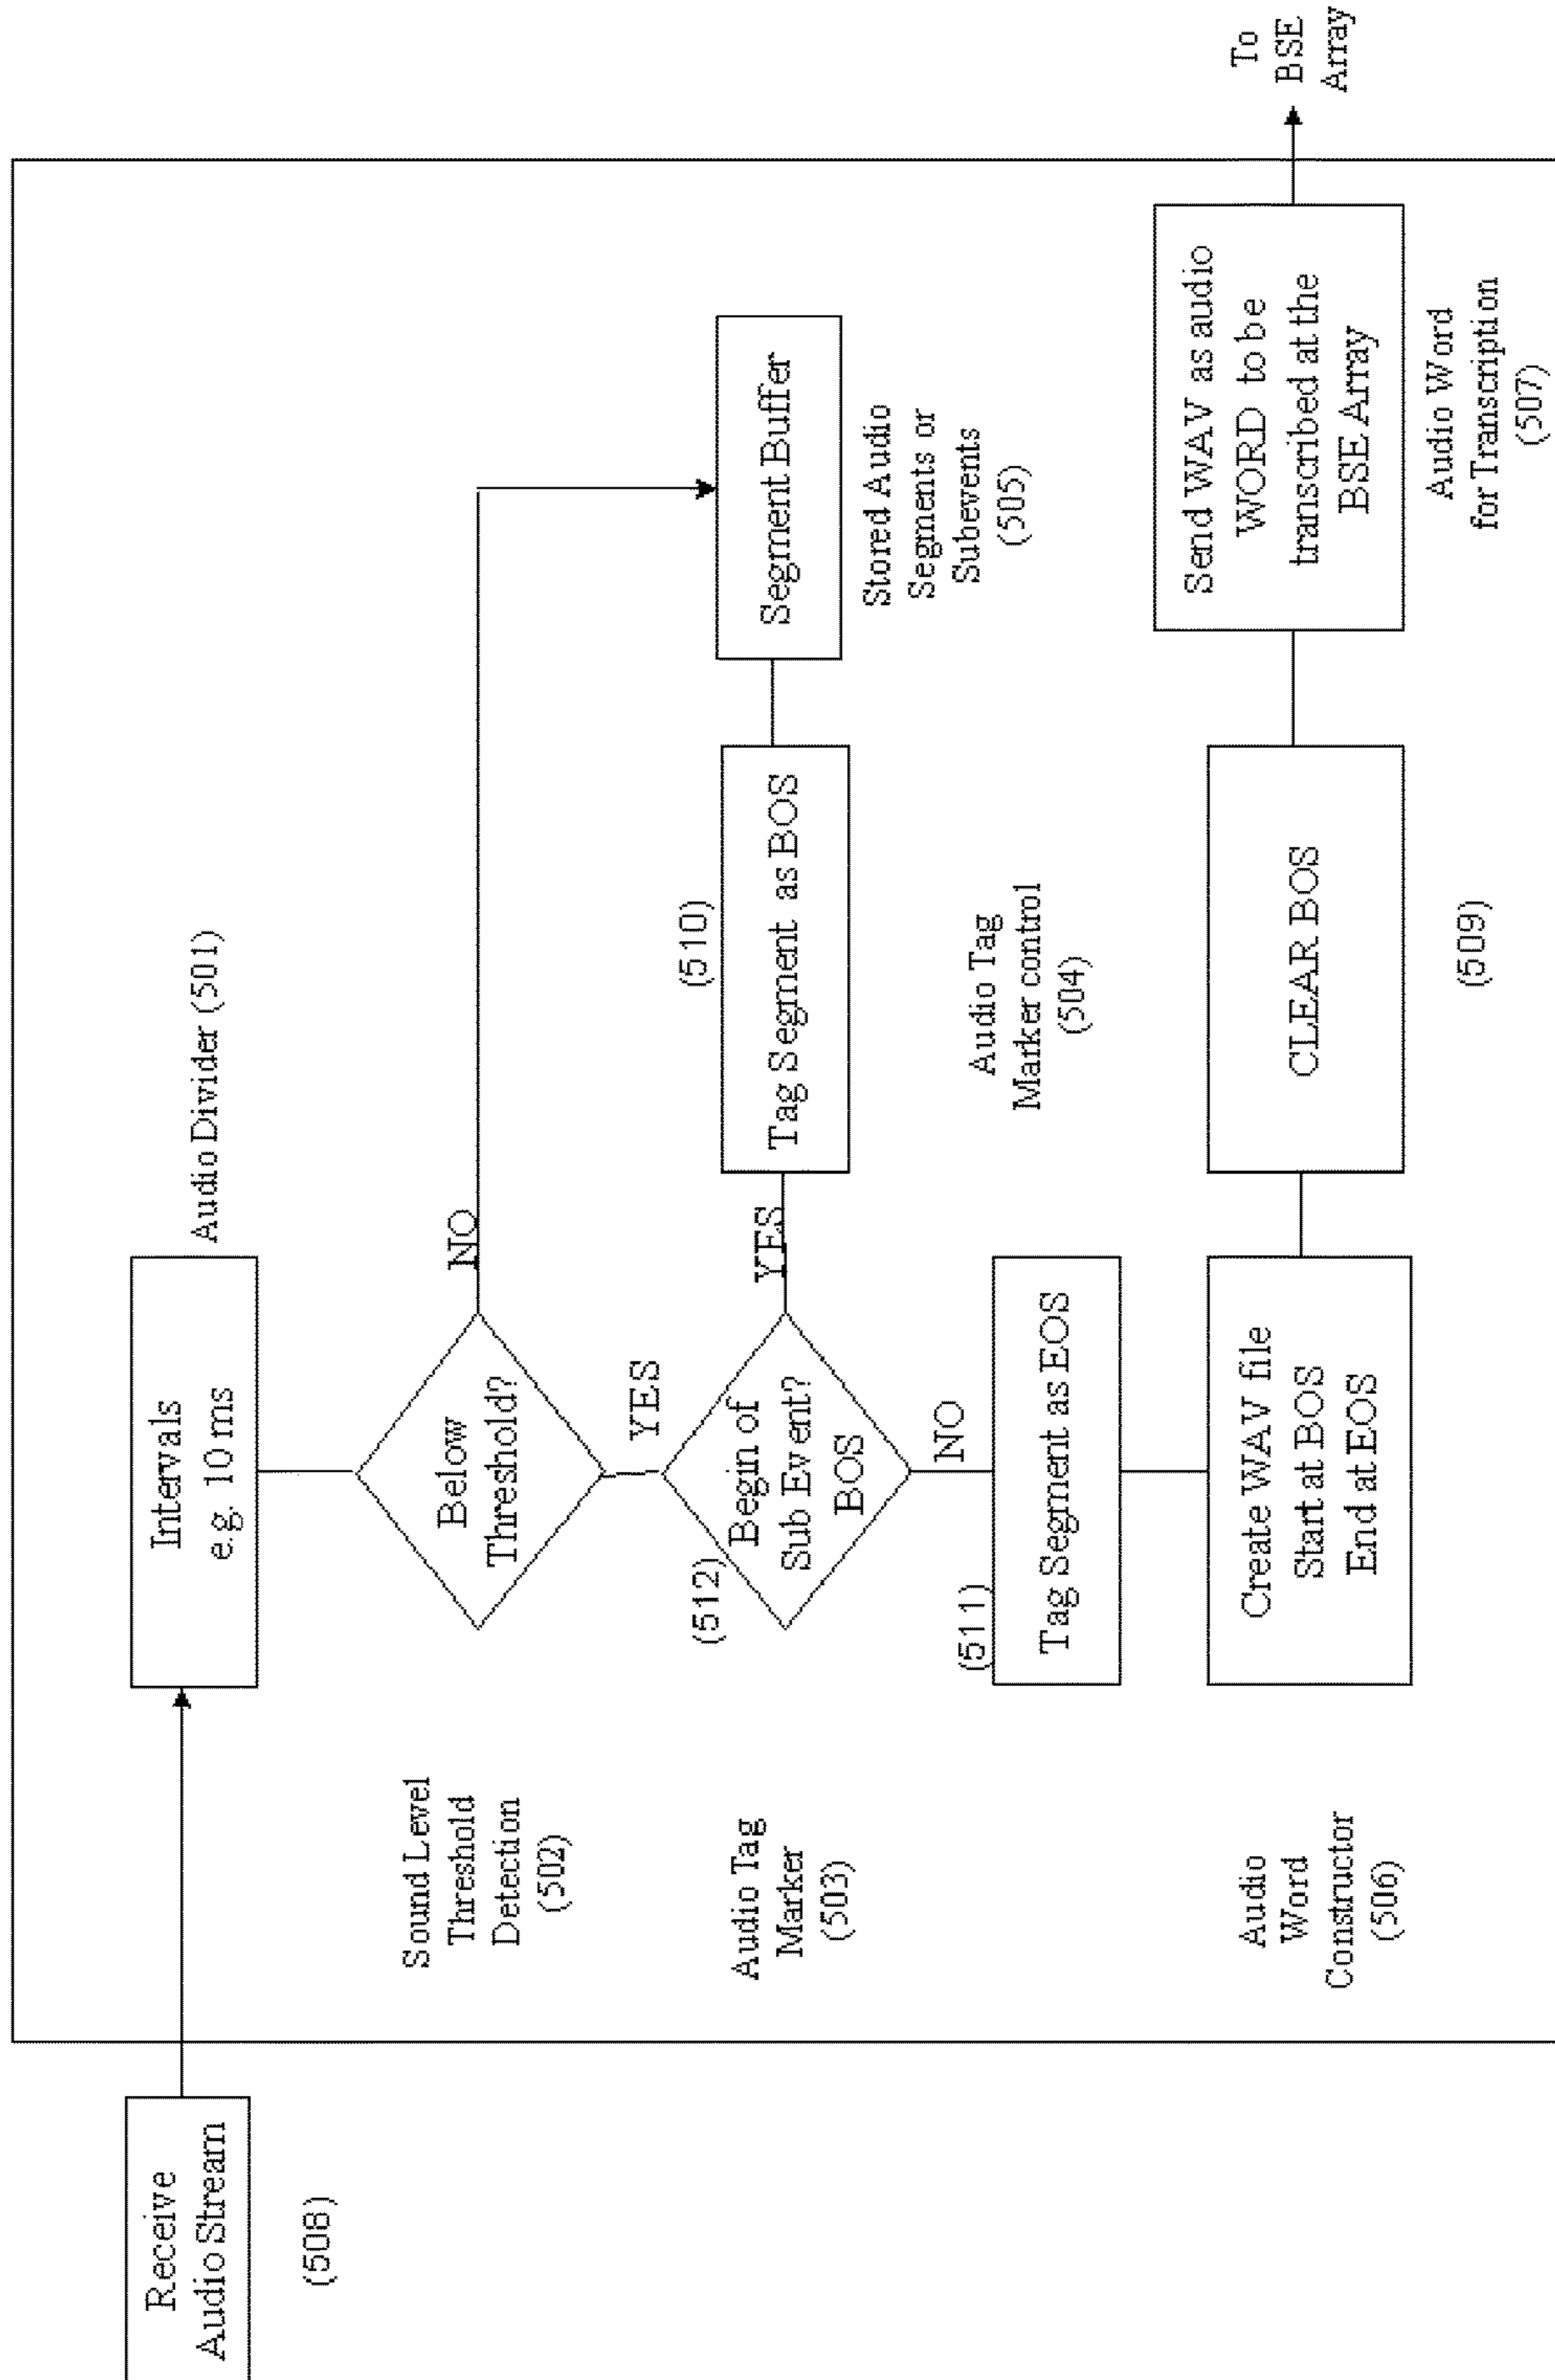 Receive
Audio Stream
(508)
Intervals
e.g. 10 ms
Audio Divider (501)
Sound Level
Threshold
Detection
(502)
Below
Threshold?
NO
YES
Audio Tag
Marker
(503)
(512)
Begin of
Sub Event?
BOS
YES
NO
(510)
Tag Segment as BOS
Segment Buffer
Stored Audio
Segments or
Subevents
(505)
Audio Tag
Marker control
(504)
(511)
Tag Segment as EOS
Audio
Word
Constructor
(506)
Create WAV file
Start at BOS
End at EOS
CLEAR BOS
(509)
Send WAV as audio
WORD to be
transcribed at the
BSE Array
Audio Word
for Transcription
(507)
To
BSE
Array